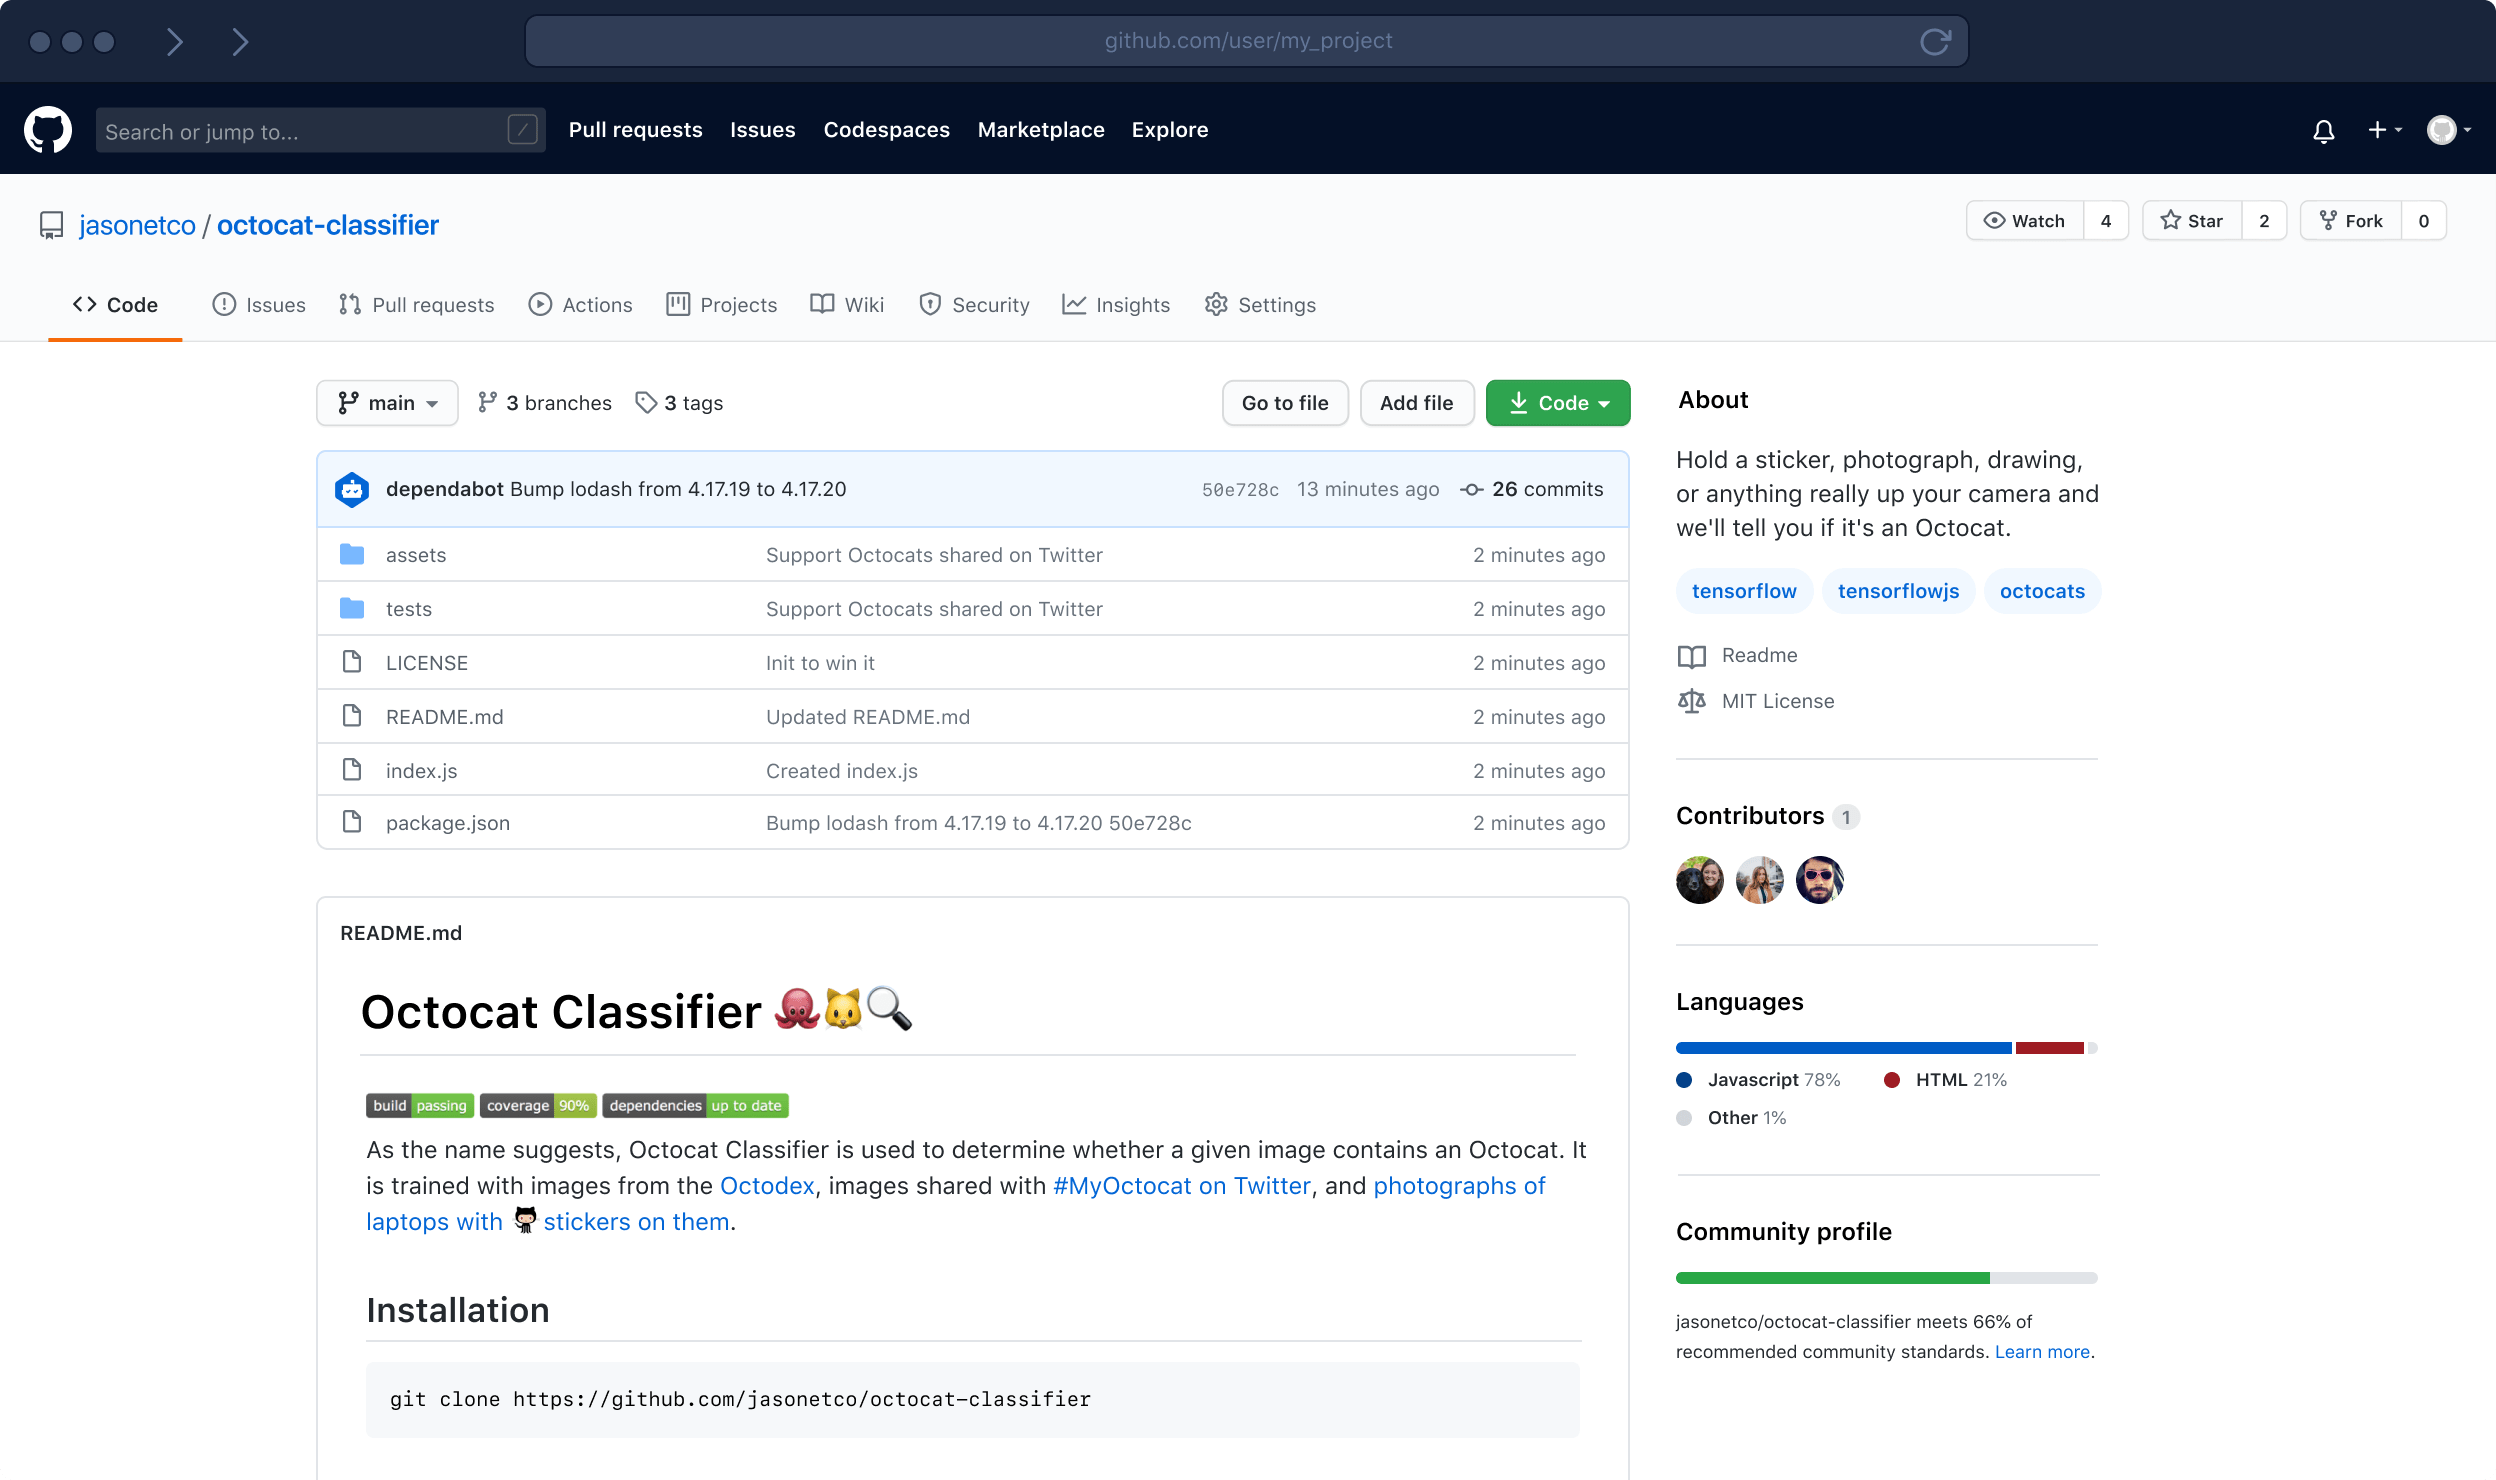 github.com/user/my_project
Search or jump to... /
Pull requests Issues Codespaces Marketplace Explore
jasonetco / octocat-classifier
Watch 4 Star 2 Fork 0
Code Issues Pull requests Actions Projects Wiki Security Insights Settings
main 3 branches 3 tags
Go to file Add file Code
dependabot Bump lodash from 4.17.19 to 4.17.20 50e728c 13 minutes ago 26 commits
assets Support Octocats shared on Twitter 2 minutes ago
tests Support Octocats shared on Twitter 2 minutes ago
LICENSE Init to win it 2 minutes ago
README.md Updated README.md 2 minutes ago
index.js Created index.js 2 minutes ago
package.json Bump lodash from 4.17.19 to 4.17.20 50e728c 2 minutes ago
README.md
Octocat Classifier
build passing coverage 90% dependencies up to date
As the name suggests, Octocat Classifier is used to determine whether a given image contains an Octocat. It
is trained with images from the Octodex, images shared with #MyOctocat on Twitter, and photographs of
laptops with stickers on them.
Installation
git clone https://github.com/jasonetco/octocat-classifier
About
Hold a sticker, photograph, drawing,
or anything really up your camera and
we'll tell you if it's an Octocat.
tensorflow tensorflowjs octocats
Readme
MIT License
Contributors 1
Languages
Javascript 78% HTML 21%
Other 1%
Community profile
jasonetco/octocat-classifier meets 66% of
recommended community standards. Learn more.